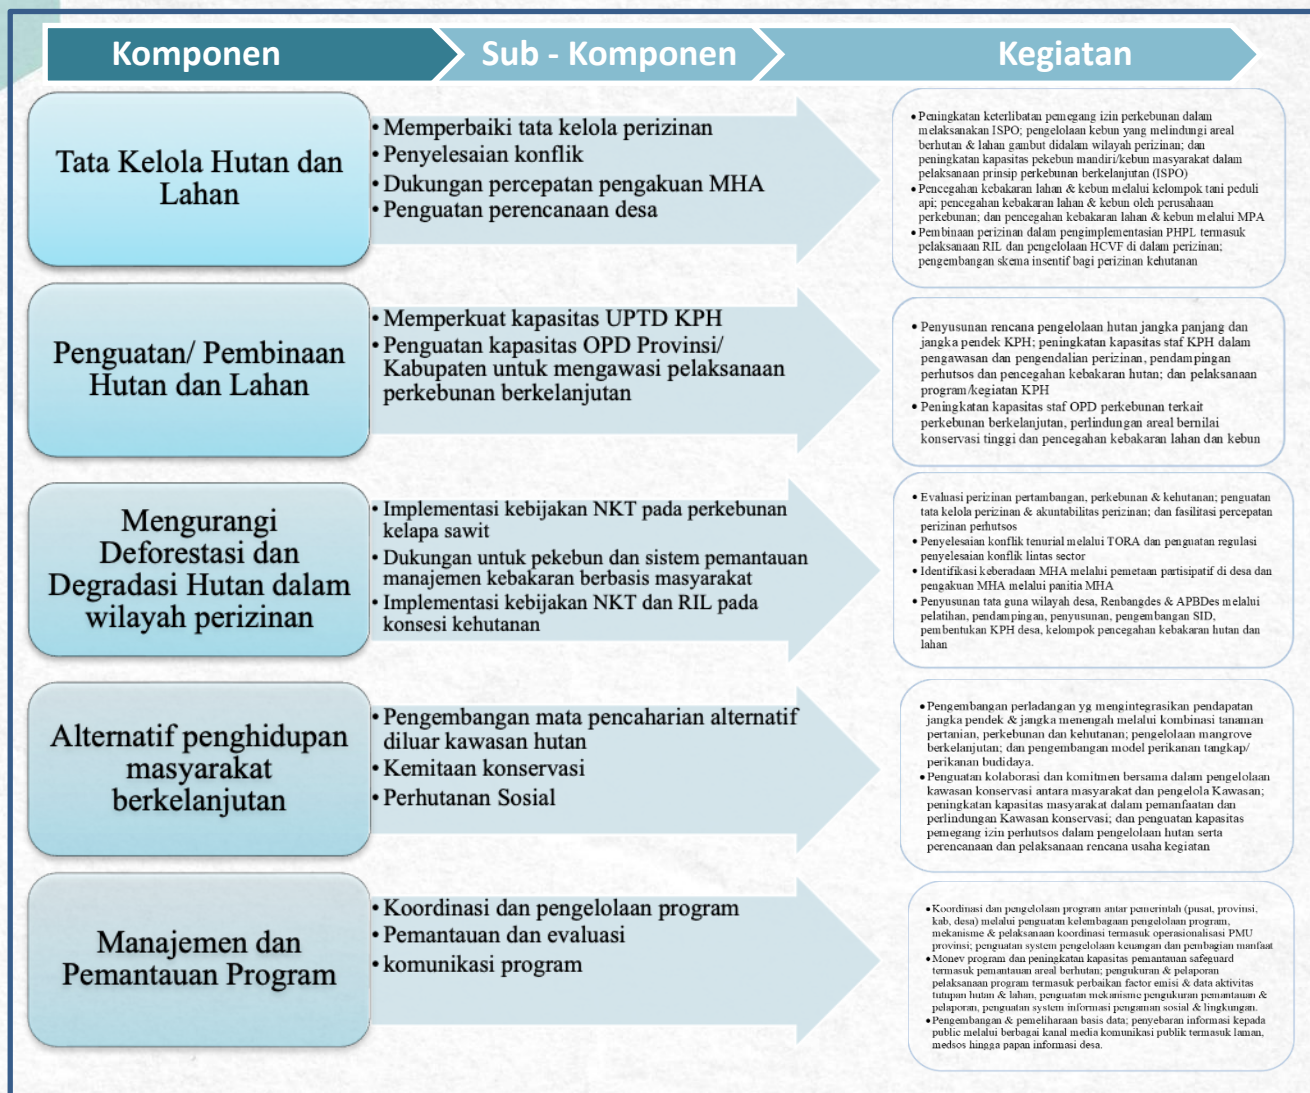 Komponen
Sub - Komponen
Kegiatan
Tata Kelola Hutan dan
Lahan
• Memperbaiki tata kelola perizinan
• Penyelesaian konflik
• Dukungan percepatan pengakuan MHA
• Penguatan perencanaan desa
• Peningkatan keterlibatan pemegang izin perkebunan dalam
melaksanakan ISPO; pengelolaan kebun yang melindungi areal
berhutan & lahan gambut didalam wilayah perizinan; dan
peningkatan kapasitas pekebun mandiri/kebun masyarakat dalam
pelaksanaan prinsip perkebunan berkelanjutan (ISPO)
• Pencegahan kebakaran lahan & kebun melalui kelompok tani peduli
api; pencegahan kebakaran lahan & kebun oleh perusahaan
perkebunan; dan pencegahan kebakaran lahan & kebun melalui MPA
• Pembinaan perizinan dalam pengimplementasian PHPL termasuk
pelaksanaan RIL dan pengelolaan HCVF di dalam perizinan;
pengembangan skema insentif bagi perizinan kehutanan
Penguatan/ Pembinaan
Hutan dan Lahan
• Memperkuat kapasitas UPTD KPH
• Penguatan kapasitas OPD Provinsi/
Kabupaten untuk mengawasi pelaksanaan
perkebunan berkelanjutan
• Penyusunan rencana pengelolaan hutan jangka panjang dan
jangka pendek KPH; peningkatan kapasitas staf KPH dalam
pengawasan dan pengendalian perizinan, pendampingan
perhutsos dan pencegahan kebakaran hutan; dan pelaksanaan
program/kegiatan KPH
• Peningkatan kapasitas staf OPD perkebunan terkait
perkebunan berkelanjutan, perlindungan areal bernilai
konservasi tinggi dan pencegahan kebakaran lahan dan kebun
Mengurangi
Deforestasi dan
Degradasi Hutan dalam
wilayah perizinan
• Implementasi kebijakan NKT pada perkebunan
kelapa sawit
• Dukungan untuk pekebun dan sistem pemantauan
manajemen kebakaran berbasis masyarakat
• Implementasi kebijakan NKT dan RIL pada
konsesi kehutanan
• Evaluasi perizinan pertambangan, perkebunan & kehutanan; penguatan
tata kelola perizinan & akuntabilitas perizinan; dan fasilitasi percepatan
perizinan perhutsos
• Penyelesaian konflik tenurial melalui TORA dan penguatan regulasi
penyelesaian konflik lintas sector
• Identifikasi keberadaan MHA melalui pemetaan partisipatif di desa dan
pengakuan MHA melalui panitia MHA
• Penyusunan tata guna wilayah desa, Renbangdes & APBDes melalui
pelatihan, pendampingan, penyusunan, pengembangan SID,
pembentukan KPH desa, kelompok pencegahan kebakaran hutan dan
lahan
Alternatif penghidupan
masyarakat
berkelanjutan
• Pengembangan mata pencaharian alternatif
diluar kawasan hutan
• Kemitaan konservasi
• Perhutanan Sosial
• Pengembangan perladangan yg mengintegrasikan pendapatan
jangka pendek & jangka menengah melalui kombinasi tanaman
pertanian, perkebunan dan kehutanan; pengelolaan mangrove
berkelanjutan; dan pengembangan model perikanan tangkap/
perikanan budidaya.
• Penguatan kolaborasi dan komitmen bersama dalam pengelolaan
kawasan konservasi antara masyarakat dan pengelola Kawasan;
peningkatan kapasitas masyarakat dalam pemanfaatan dan
perlindungan Kawasan konservasi; dan penguatan kapasitas
pemegang izin perhutsos dalam pengelolaan hutan serta
perencanaan dan pelaksanaan rencana usaha kegiatan
Manajemen dan
Pemantauan Program
• Koordinasi dan pengelolaan program
• Pemantauan dan evaluasi
• komunikasi program
• Koordinasi dan pengelolaan program antar pemerintah (pusat, provinsi,
kab, desa) melalui penguatan kelembagaan pengelolaan program,
mekanisme & pelaksanaan koordinasi termasuk operasionalisasi PMU
provinsi; penguatan system pengelolaan keuangan dan pembagian manfaat
• Monev program dan peningkatan kapasitas pemantauan safeguard
termasuk pemantauan areal berhutan; pengukuran & pelaporan
pelaksanaan program termasuk perbaikan factor emisi & data aktivitas
tutupan hutan & lahan, penguatan mekanisme pengukuran pemantauan &
pelaporan, penguatan system informasi pengaman sosial & lingkungan.
• Pengembangan & pemeliharaan basis data; penyebaran informasi kepada
public melalui berbagai kanal media komunikasi publik termasuk laman,
medsos hingga papan informasi desa.